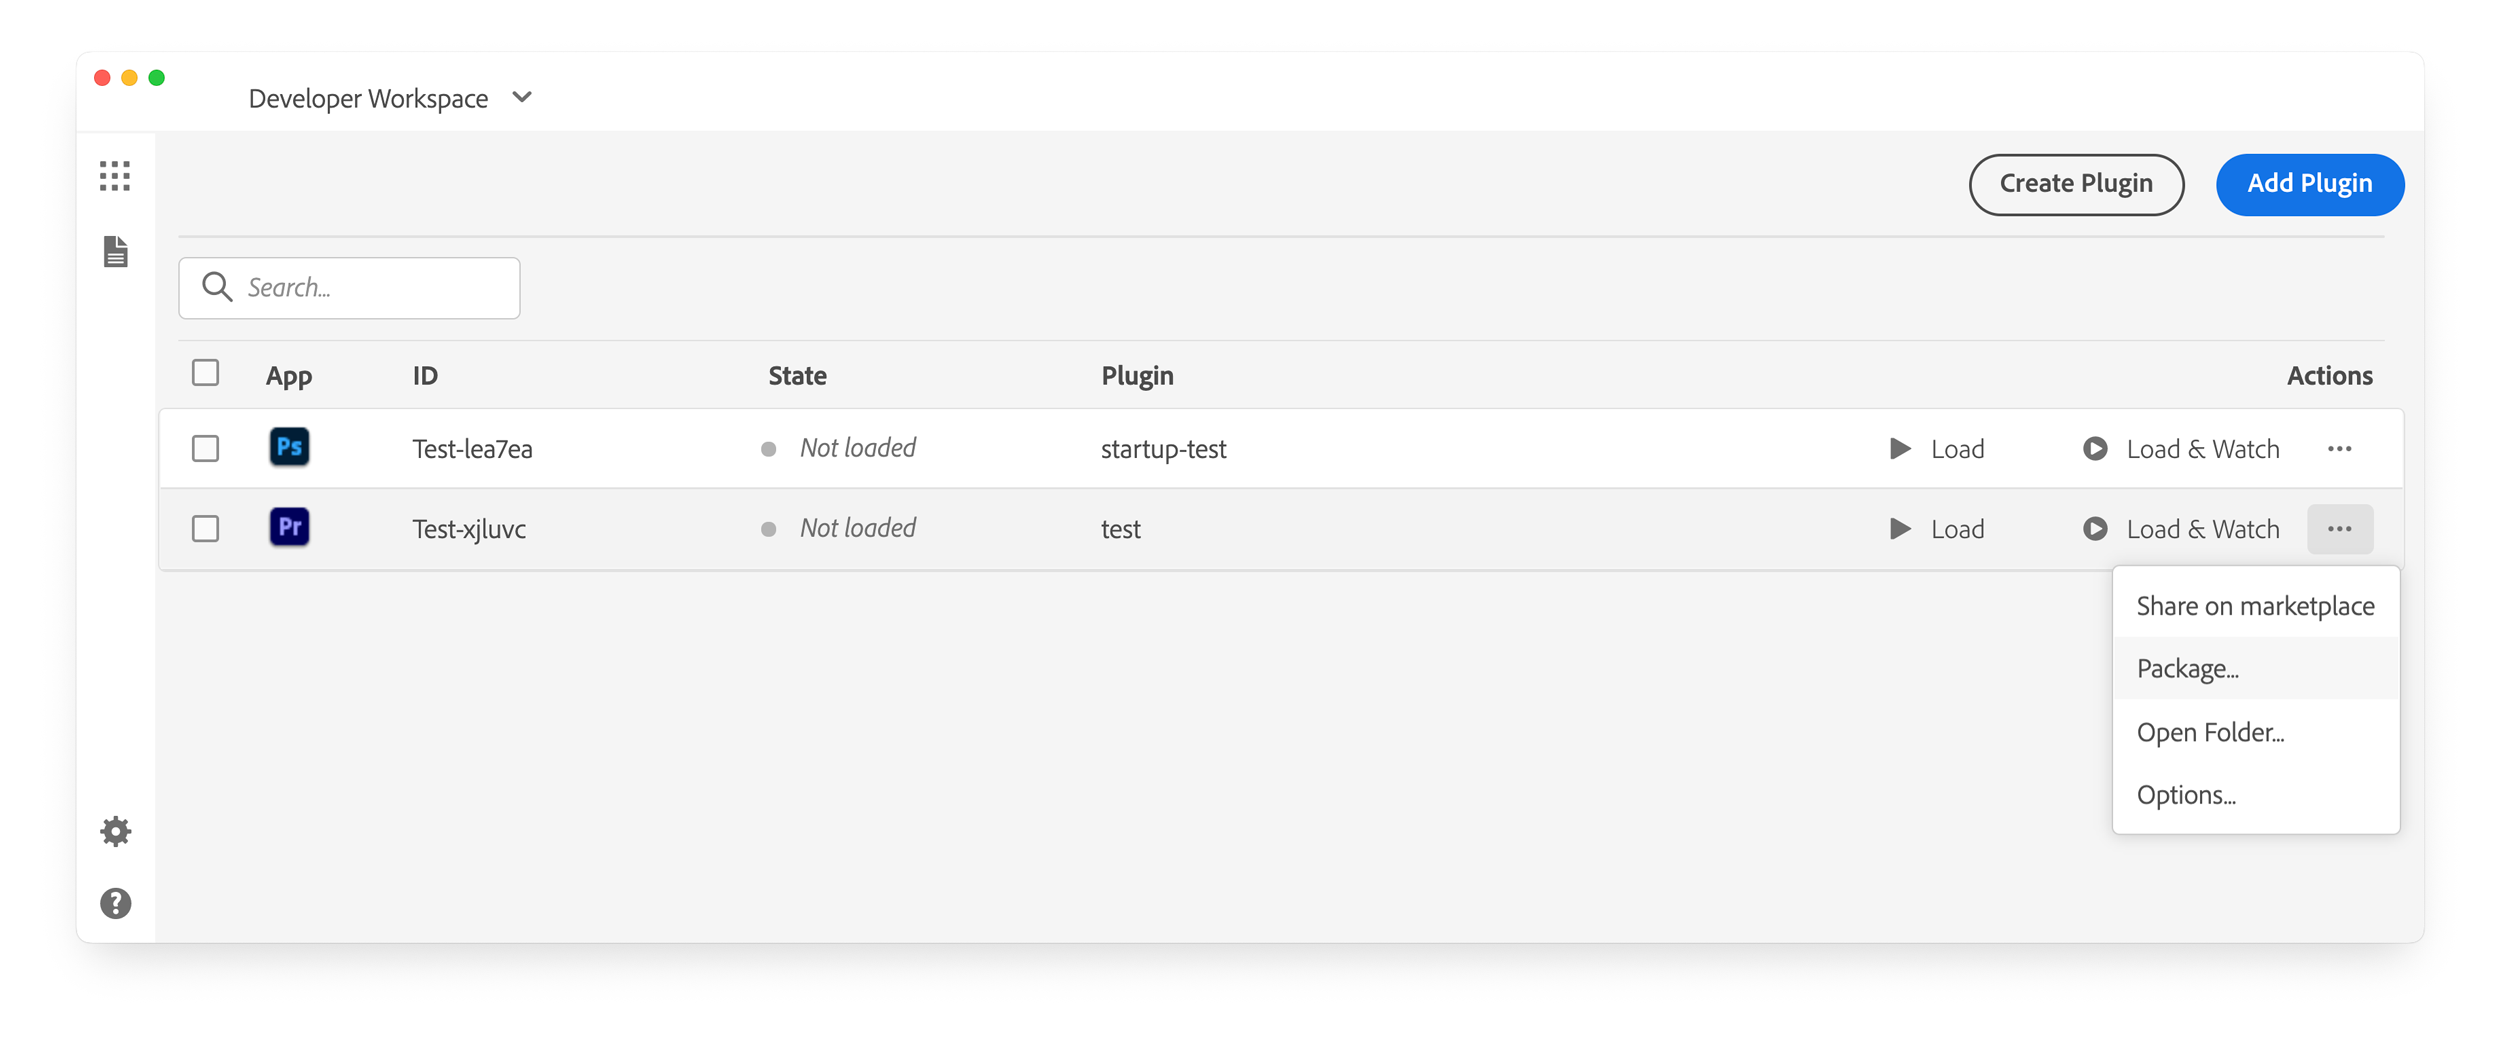 Developer Workspace
Create Plugin
Add Plugin
Search...
App ID State Plugin Actions
Ps Test-lea7ea Not loaded startup-test Load Load & Watch
Pr Test-xjluvc Not loaded test Load Load & Watch
Share on marketplace
Package...
Open Folder...
Options...